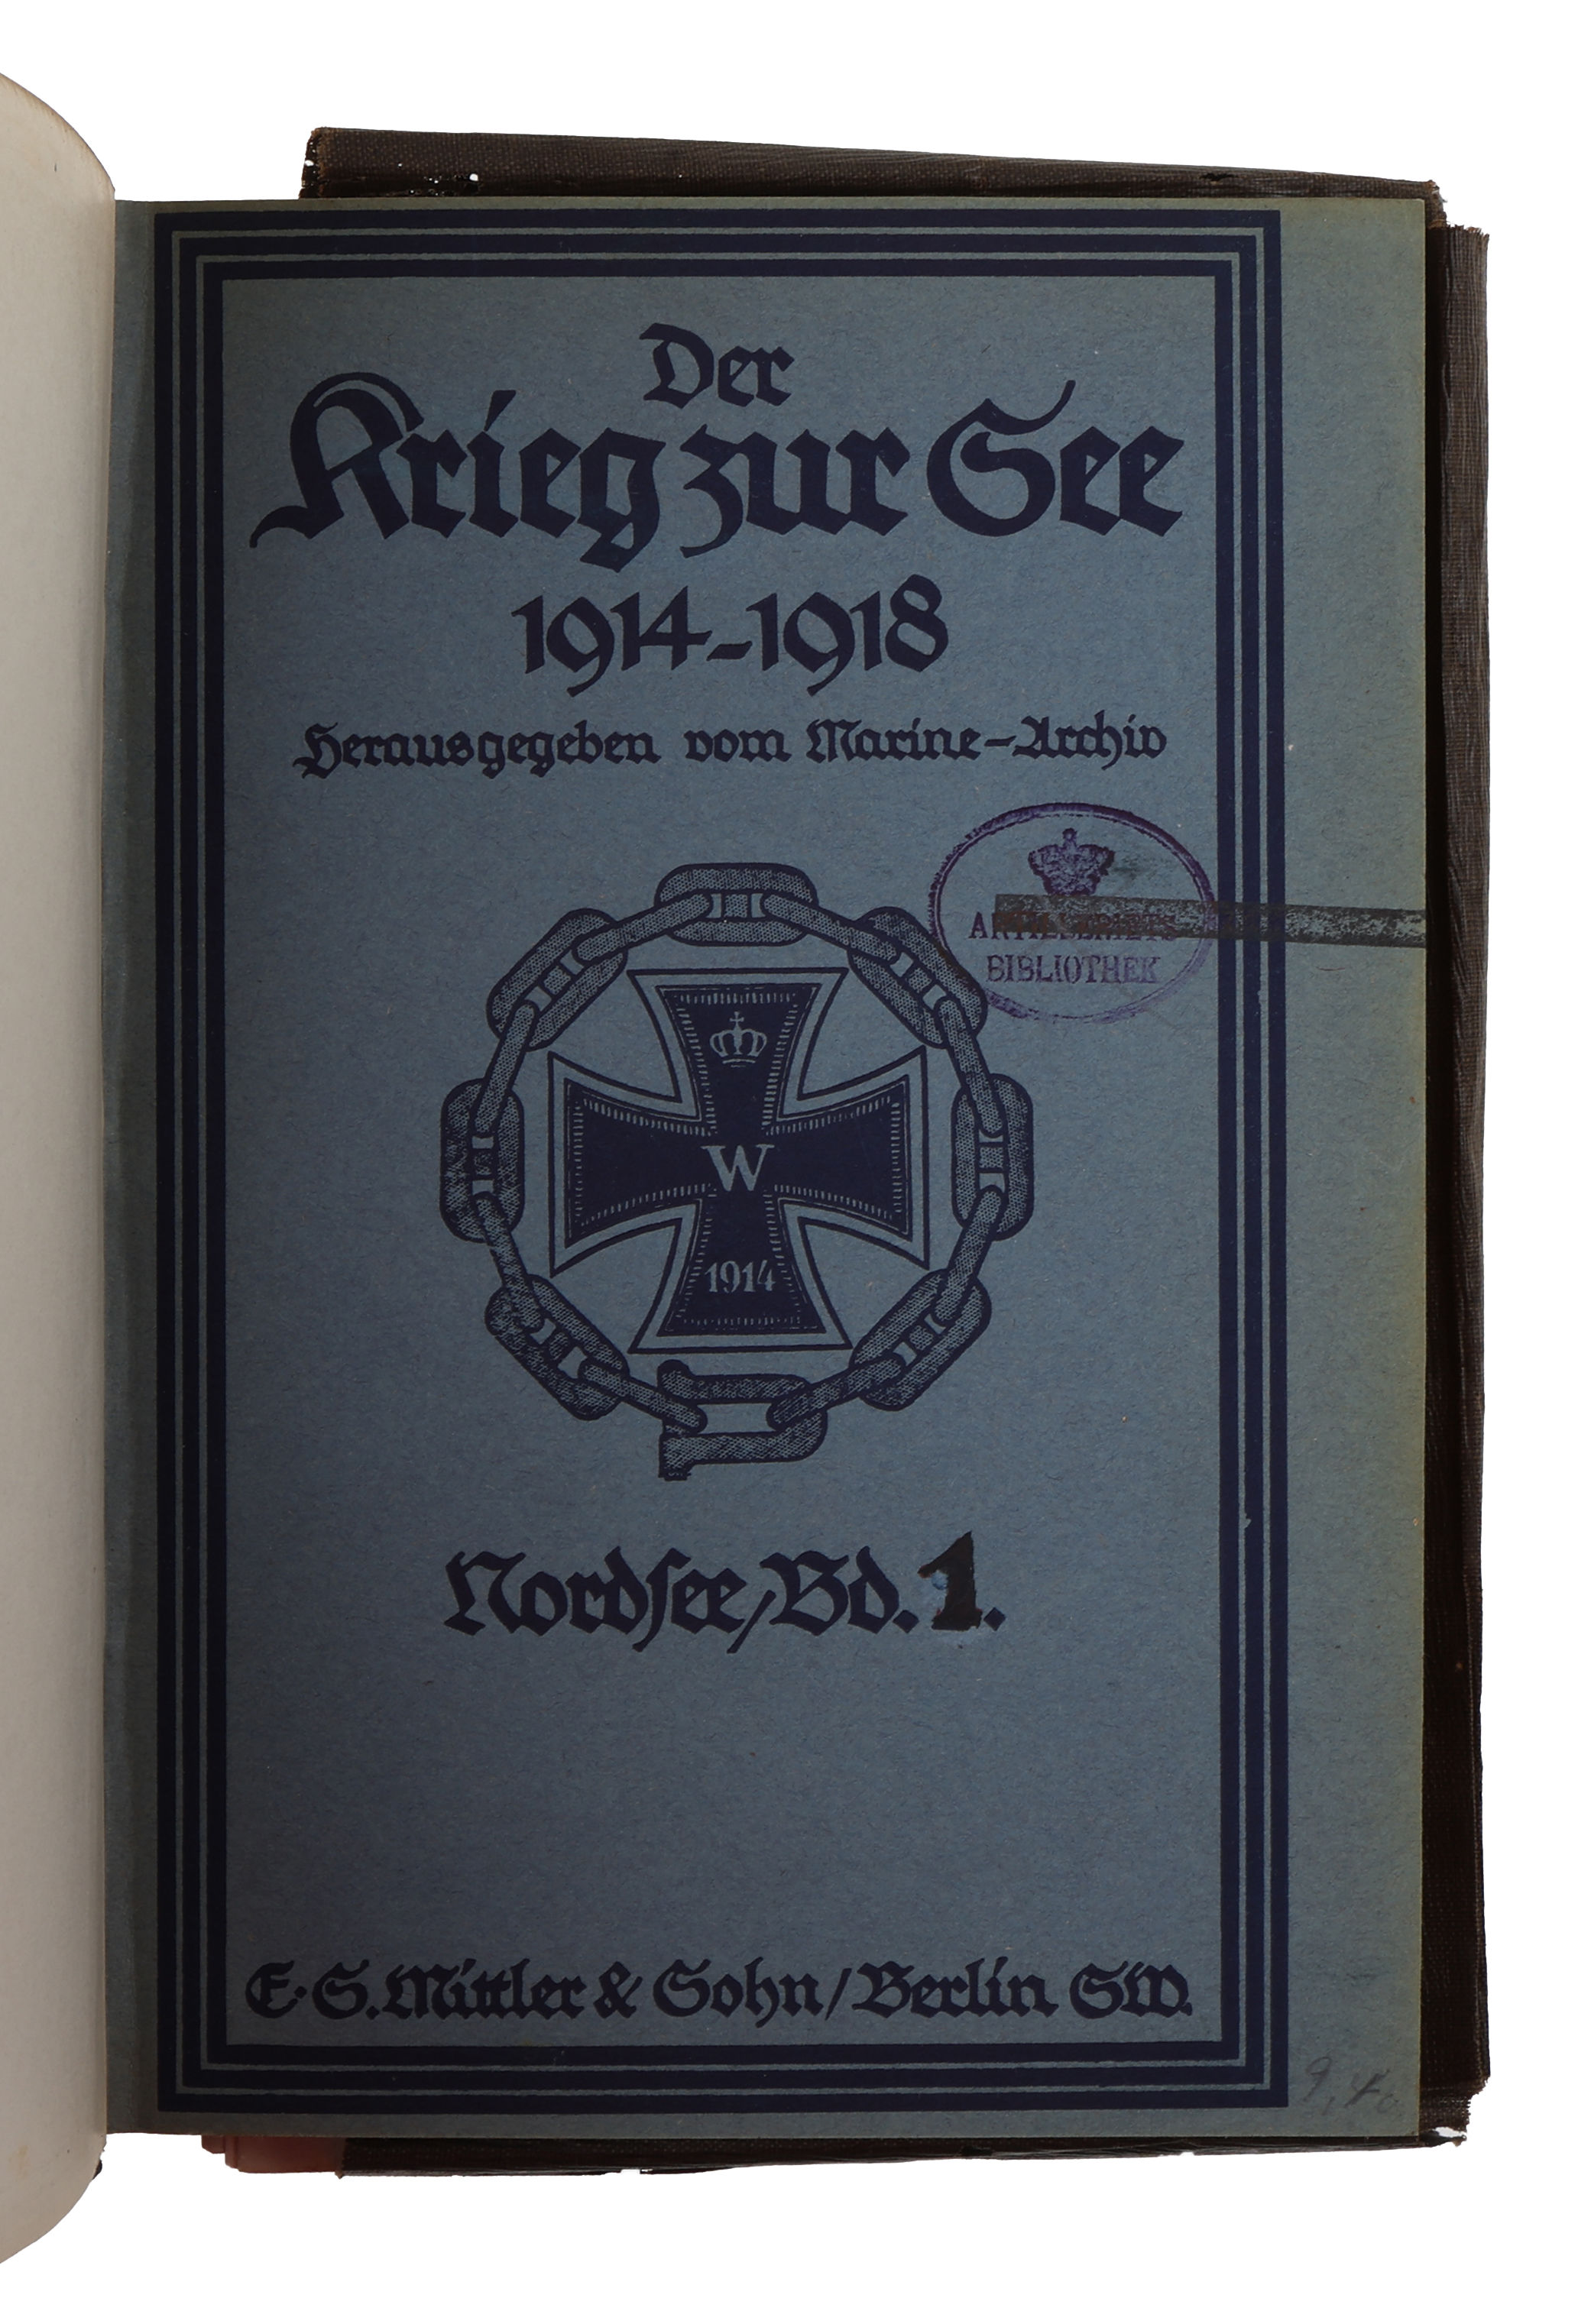 Der
Krieg zur See
1914-1918
Herausgegeben vom Marine-Archiv
ARTILLERIETS
BIBLIOTHEK
W
1914
Nordsee/Bd. 1.
E.S. Mittler & Sohn/Berlin SW.